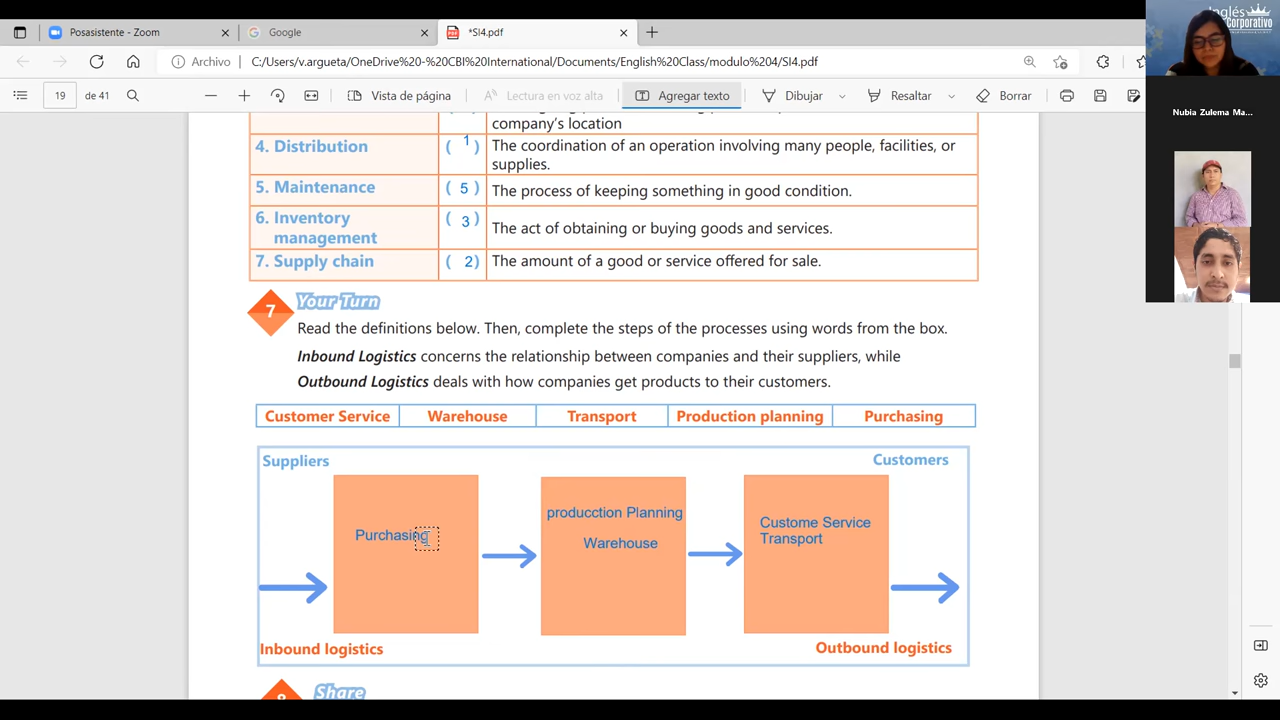 Posasistente - Zoom
Google
*SI4.pdf
Inglés
Corporativo
Archivo
C:/Users/v.argueta/OneDrive%20-%20CBI%20International/Documents/English%20Class/modulo%204/SI4.pdf
19 de 41
Vista de página
Lectura en voz alta
Agregar texto
Dibujar
Resaltar
Borrar
Nubia Zulema Ma...
company's location
4. Distribution ( 1 ) The coordination of an operation involving many people, facilities, or
supplies.
5. Maintenance ( 5 ) The process of keeping something in good condition.
6. Inventory
management ( 3 ) The act of obtaining or buying goods and services.
7. Supply chain ( 2 ) The amount of a good or service offered for sale.
7 Your Turn
Read the definitions below. Then, complete the steps of the processes using words from the box.
Inbound Logistics concerns the relationship between companies and their suppliers, while
Outbound Logistics deals with how companies get products to their customers.
Customer Service Warehouse Transport Production planning Purchasing
Suppliers
Customers
Purchasing
producction Planning
Warehouse
Custome Service
Transport
Inbound logistics
Outbound logistics
8 Share